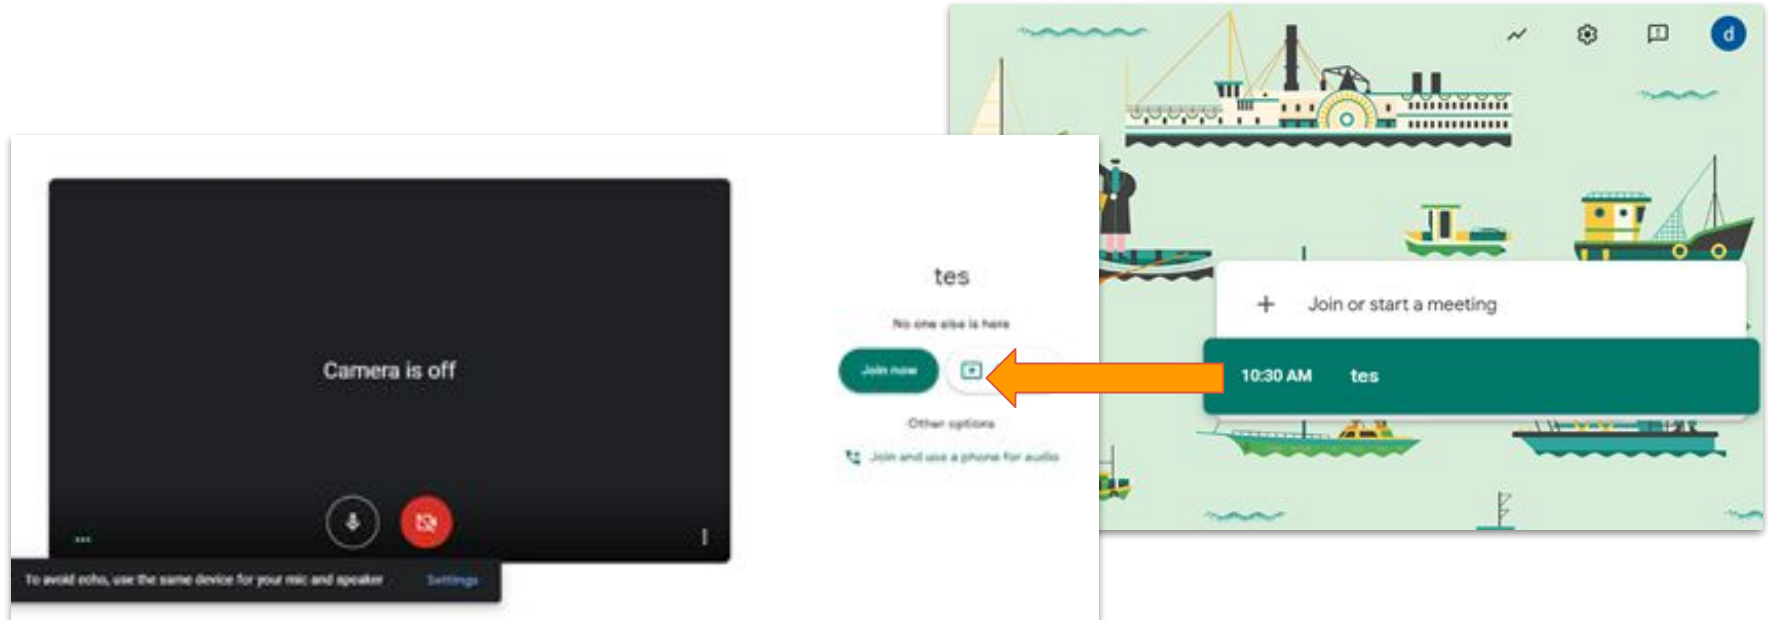 d
Join or start a meeting
10:30 AM tes
Camera is off
tes
No one else is here
Join now
Other options
Join and use a phone for audio
To avoid echo, use the same device for your mic and speaker Settings